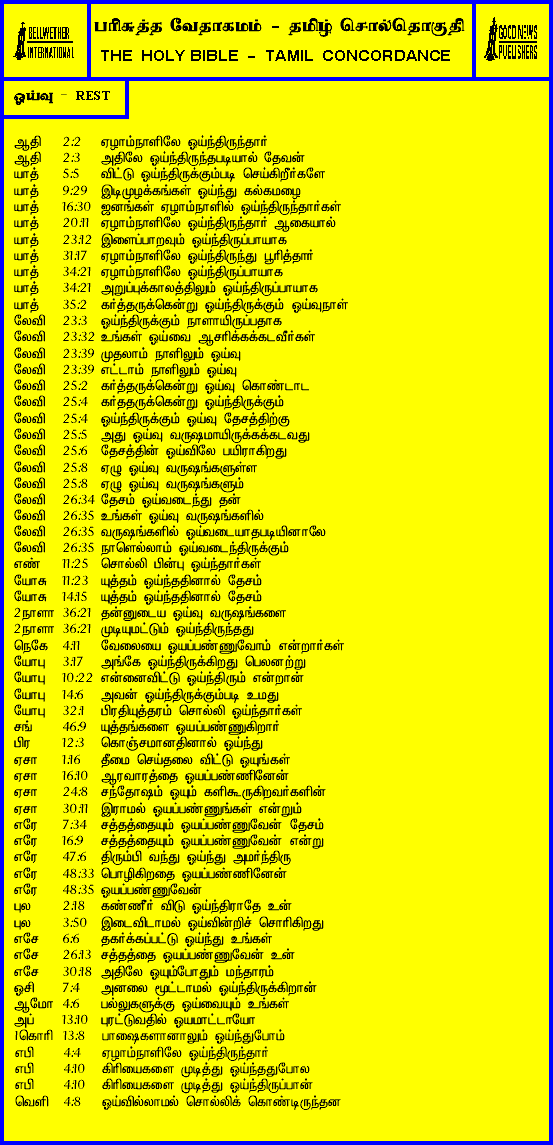 BELLWETHER
INTERNATIONAL
பரிசுத்த வேதாகமம் - தமிழ் சொல்தொகுதி
THE HOLY BIBLE - TAMIL CONCORDANCE
GOOD NEWS
PUBLISHERS
ஓய்வு - REST
ஆதி 2:2 ஏழாம்நாளிலே ஓய்ந்திருந்தார்
ஆதி 2:3 அதிலே ஓய்ந்திருந்தபடியால் தேவன்
யாத் 5:5 விட்டு ஓய்ந்திருக்கும்படி செய்கிறீர்களே
யாத் 9:29 இடிமுழக்கங்கள் ஓய்ந்து கல்மழை
யாத் 16:30 ஜனங்கள் ஏழாம்நாளில் ஓய்ந்திருந்தார்கள்
யாத் 20:11 ஏழாம்நாளிலே ஓய்ந்திருந்தார் ஆகையால்
யாத் 23:12 இளைப்பாறவும் ஓய்ந்திருப்பாயாக
யாத் 31:17 ஏழாம்நாளிலே ஓய்ந்திருந்து பூரித்தார்
யாத் 34:21 ஏழாம்நாளிலே ஓய்ந்திருப்பாயாக
யாத் 34:21 அறுப்புக்காலத்திலும் ஓய்ந்திருப்பாயாக
யாத் 35:2 கர்த்தருக்கென்று ஓய்ந்திருக்கும் ஓய்வுநாள்
லேவி 23:3 ஓய்ந்திருக்கும் நாளாயிருப்பதாக
லேவி 23:32 உங்கள் ஓய்வை ஆசரிக்கக்கடவீர்கள்
லேவி 23:39 முதலாம் நாளிலும் ஓய்வு
லேவி 23:39 எட்டாம் நாளிலும் ஓய்வு
லேவி 25:2 கர்த்தருக்கென்று ஓய்வு கொண்டாட
லேவி 25:4 கர்ததருக்கென்று ஓய்ந்திருக்கும்
லேவி 25:4 ஓய்ந்திருக்கும் ஓய்வு தேசத்திற்கு
லேவி 25:5 அது ஓய்வு வருஷமாயிருக்கக்கடவது
லேவி 25:6 தேசத்தின் ஓய்விலே பயிராகிறது
லேவி 25:8 ஏழு ஓய்வு வருஷங்களுள்ள
லேவி 25:8 ஏழு ஓய்வு வருஷங்களும்
லேவி 26:34 தேசம் ஓய்வடைந்து தன்
லேவி 26:35 உங்கள் ஓய்வு வருஷங்களில்
லேவி 26:35 வருஷங்களில் ஓய்வடையாதபடியினாலே
லேவி 26:35 நாளெல்லாம் ஓய்வடைந்திருக்கும்
எண் 11:25 சொல்லி பின்பு ஓய்ந்தார்கள்
யோசு 11:23 யுத்தம் ஓய்ந்ததினால் தேசம்
யோசு 14:15 யுத்தம் ஓய்ந்ததினால் தேசம்
2நாளா 36:21 தன்னுடைய ஓய்வு வருஷங்களை
2நாளா 36:21 முடியுமட்டும் ஓய்ந்திருந்தது
நெகே 4:11 வேலையை ஓயப்பண்ணுவோம் என்றார்கள்
யோபு 3:17 அங்கே ஓய்ந்திருக்கிறது பெலனற்று
யோபு 10:22 என்னைவிட்டு ஓய்ந்திரும் என்றான்
யோபு 14:6 அவன் ஓய்ந்திருக்கும்படி உமது
யோபு 32:1 பிரதியுத்தரம் சொல்லி ஓய்ந்தார்கள்
சங் 46:9 யுத்தங்களை ஓயப்பண்ணுகிறார்
பிர 12:3 கொஞ்சமானதினால் ஓய்ந்து
ஏசா 1:16 தீமை செய்தலை விட்டு ஓயுங்கள்
ஏசா 16:10 ஆரவாரத்தை ஓயப்பண்ணினேன்
ஏசா 24:8 சந்தோஷம் ஓயும் களிகூருகிறவர்களின்
ஏசா 30:11 இராமல் ஓயப்பண்ணுங்கள் என்றும்
எரே 7:34 சத்தத்தையும் ஓயப்பண்ணுவேன் தேசம்
எரே 16:9 சத்தத்தையும் ஓயப்பண்ணுவேன் என்று
எரே 47:6 திரும்பி வந்து ஓய்ந்து அமர்ந்திரு
எரே 48:33 பொழிகிறதை ஓயப்பண்ணினேன்
எரே 48:35 ஓயப்பண்ணுவேன்
புல 2:18 கண்ணீர் விடு ஓய்ந்திராதே உன்
புல 3:50 இடைவிடாமல் ஓய்வின்றிச் சொரிகிறது
எசே 6:6 தகர்க்கப்பட்டு ஓய்ந்து உங்கள்
எசே 26:13 சத்தத்தை ஓயப்பண்ணுவேன் உன்
எசே 30:18 அதிலே ஓயும்போதும் மந்தாரம்
ஓசி 7:4 அனலை மூட்டாமல் ஓய்ந்திருக்கிறான்
ஆமோ 4:6 பல்லுகளுக்கு ஓய்வையும் உங்கள்
அப் 13:10 புரட்டுவதில் ஓயமாட்டாயோ
1கொரி 13:8 பாஷைகளானாலும் ஓய்ந்துபோம்
எபி 4:4 ஏழாம்நாளிலே ஓய்ந்திருந்தார்
எபி 4:10 கிரியைகளை முடித்து ஓய்ந்ததுபோல
எபி 4:10 கிரியைகளை முடித்து ஓய்ந்திருப்பான்
வெளி 4:8 ஓய்வில்லாமல் சொல்லிக் கொண்டிருந்தன